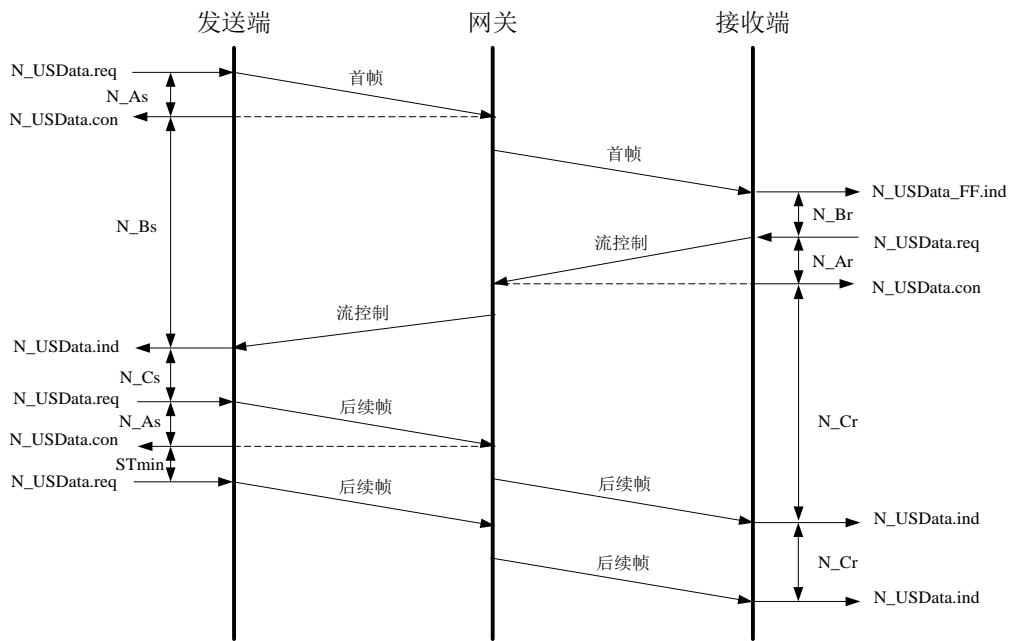 发送端 网关 接收端
N_USData.req
首帧
N_As
N_USData.con
首帧
N_USData_FF.ind
N_Br
N_Bs
流控制
N_USData.req
N_Ar
N_USData.con
流控制
N_USData.ind
N_Cs
N_USData.req
后续帧
N_As
N_Cr
N_USData.con
STmin
N_USData.req
后续帧
后续帧
N_USData.ind
后续帧
N_Cr
N_USData.ind